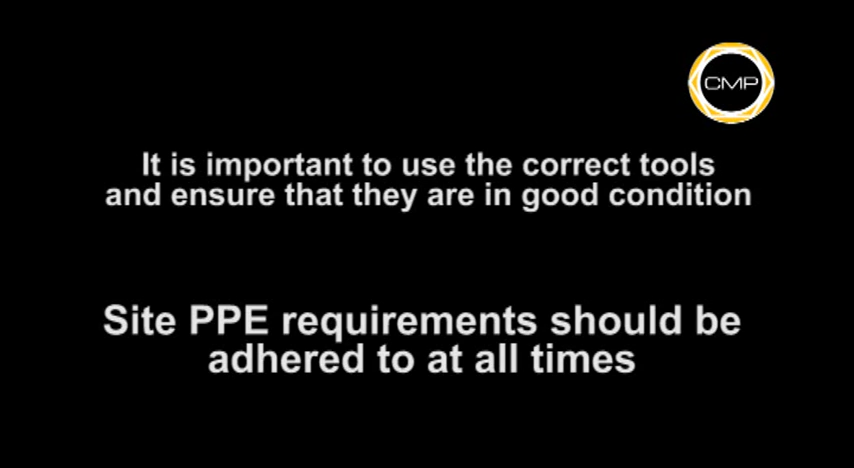 CMP
It is important to use the correct tools
and ensure that they are in good condition
Site PPE requirements should be
adhered to at all times